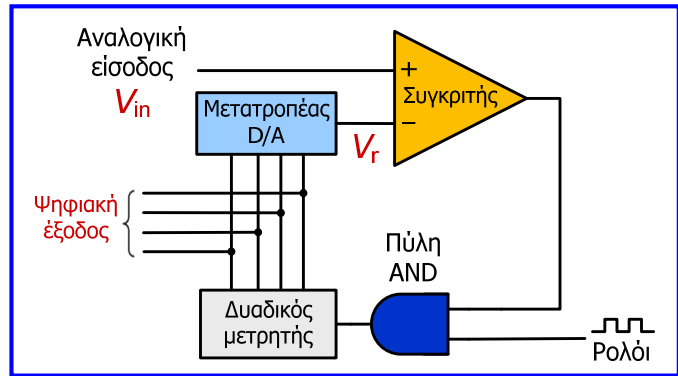 Αναλογική
είσοδος
Vin
Μετατροπέας
D/A
+
Συγκριτής
−
Vr
Ψηφιακή
έξοδος
Πύλη
AND
Δυαδικός
μετρητής
Ρολόι